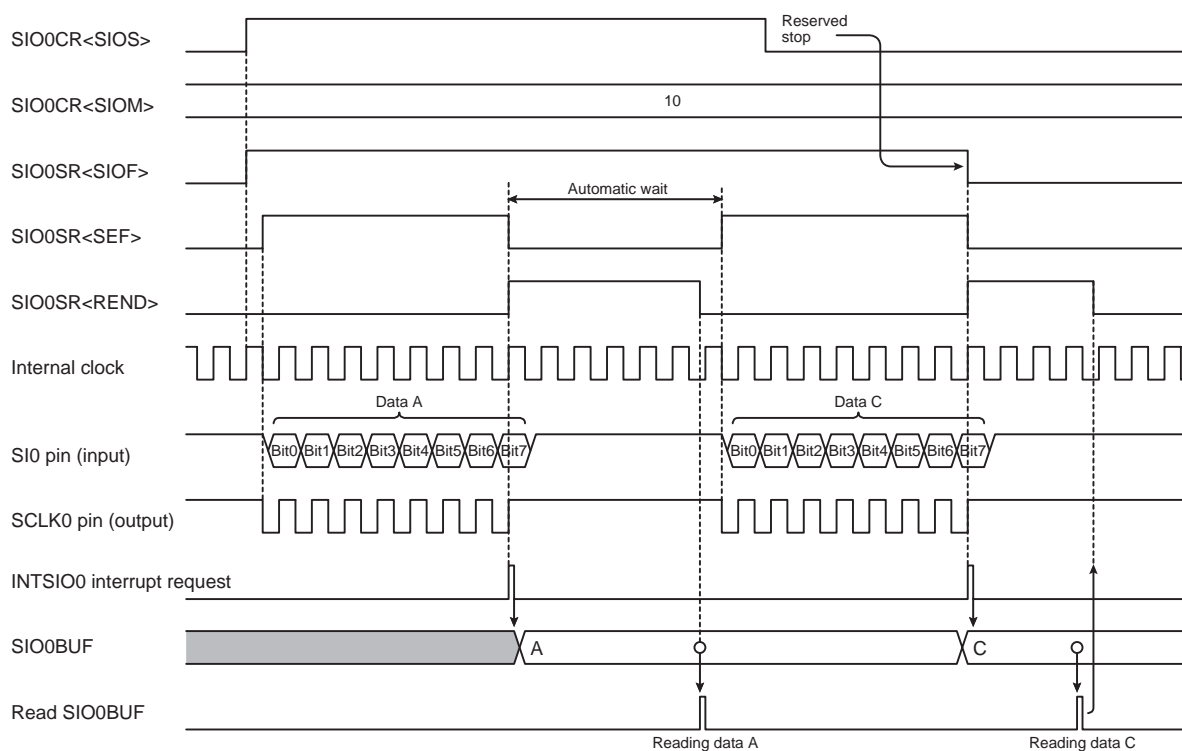 Reserved
stop
SIO0CR<SIOS>
SIO0CR<SIOM>
10
SIO0SR<SIOF>
Automatic wait
SIO0SR<SEF>
SIO0SR<REND>
Internal clock
Data A
Data C
SI0 pin (input)
Bit0 Bit1 Bit2 Bit3 Bit4 Bit5 Bit6 Bit7
Bit0 Bit1 Bit2 Bit3 Bit4 Bit5 Bit6 Bit7
SCLK0 pin (output)
INTSIO0 interrupt request
SIO0BUF
A
C
Read SIO0BUF
Reading data A
Reading data C